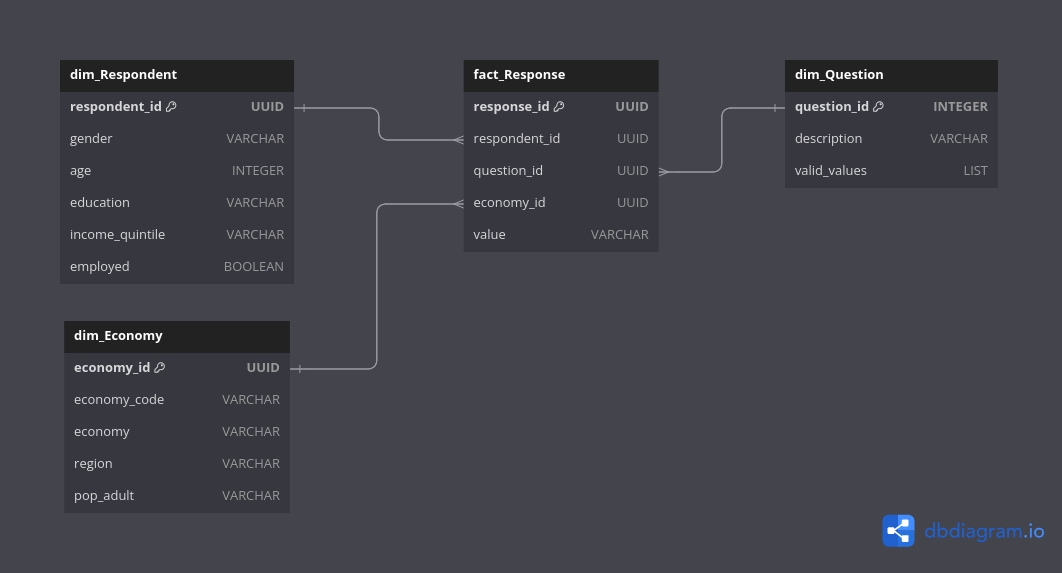 dim_Respondent
respondent_id UUID
gender VARCHAR
age INTEGER
education VARCHAR
income_quintile VARCHAR
employed BOOLEAN
fact_Response
response_id UUID
respondent_id UUID
question_id UUID
economy_id UUID
value VARCHAR
dim_Question
question_id INTEGER
description VARCHAR
valid_values LIST
dim_Economy
economy_id UUID
economy_code VARCHAR
economy VARCHAR
region VARCHAR
pop_adult VARCHAR
dbdiagram.io